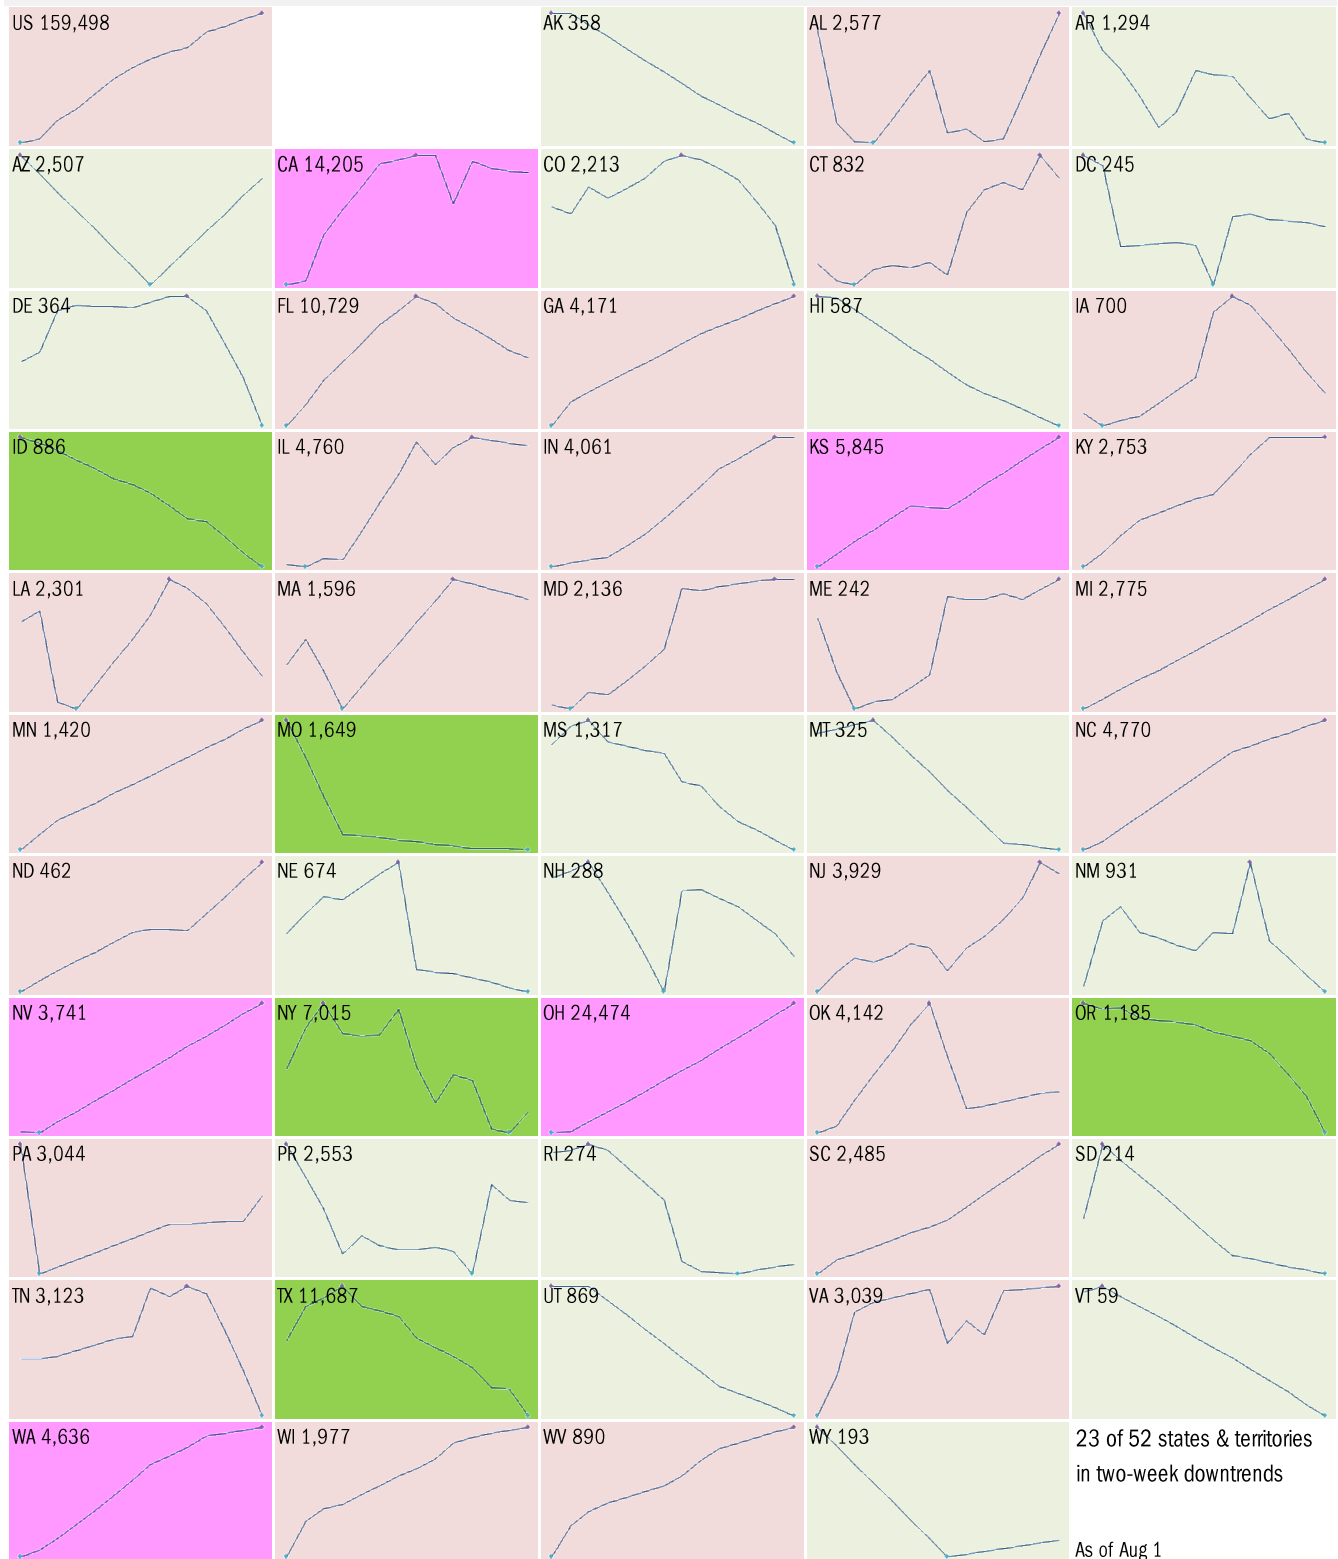 US 159,498
AK 358
AL 2,577
AR 1,294
AZ 2,507
CA 14,205
CO 2,213
CT 832
DC 245
DE 364
FL 10,729
GA 4,171
HI 587
IA 700
ID 886
IL 4,760
IN 4,061
KS 5,845
KY 2,753
LA 2,301
MA 1,596
MD 2,136
ME 242
MI 2,775
MN 1,420
MO 1,649
MS 1,317
MT 325
NC 4,770
ND 462
NE 674
NH 288
NJ 3,929
NM 931
NV 3,741
NY 7,015
OH 24,474
OK 4,142
OR 1,185
PA 3,044
PR 2,553
RI 274
SC 2,485
SD 214
TN 3,123
TX 11,687
UT 869
VA 3,039
VT 59
WA 4,636
WI 1,977
WV 890
WY 193
23 of 52 states & territories
in two-week downtrends
As of Aug 1